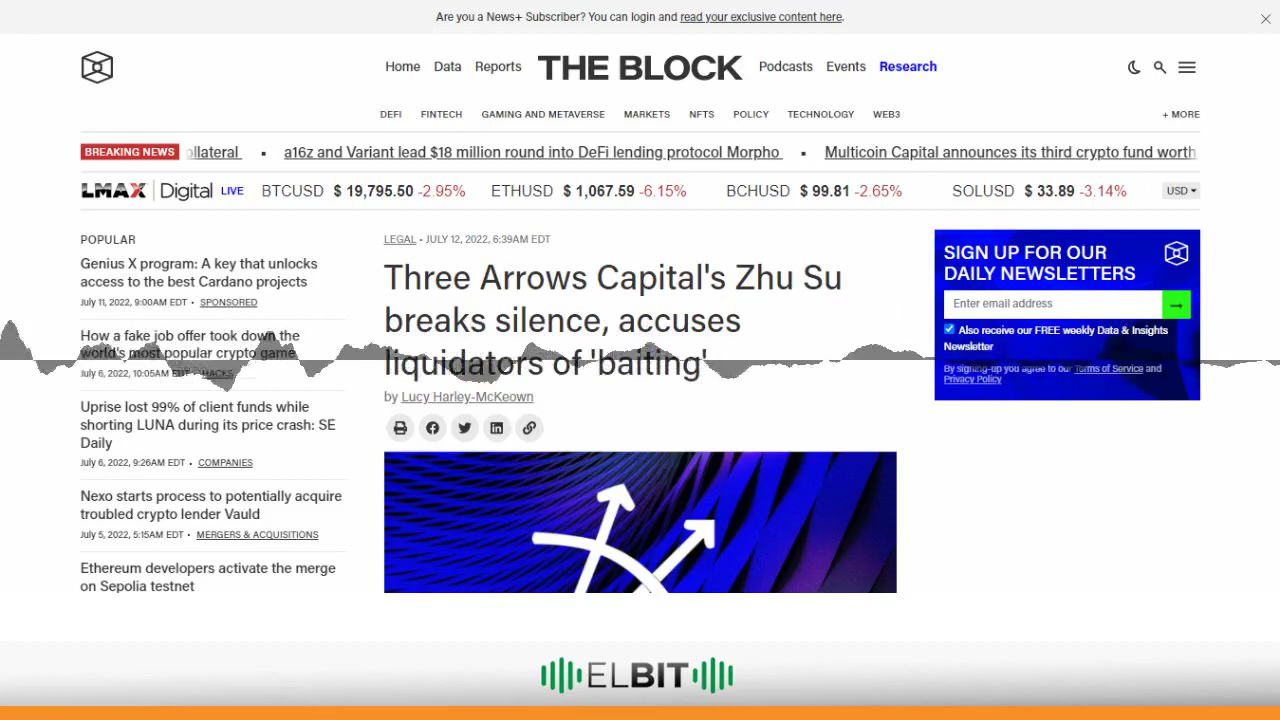 Are you a News+ Subscriber? You can login and read your exclusive content here.
Home Data Reports THE BLOCK Podcasts Events Research
DEFI FINTECH GAMING AND METAVERSE MARKETS NFTS POLICY TECHNOLOGY WEB3 + MORE
BREAKING NEWS ollateral ▪ a16z and Variant lead $18 million round into DeFi lending protocol Morpho ▪ Multicoin Capital announces its third crypto fund worth
LMAX Digital LIVE BTCUSD $ 19,795.50 -2.95% ETHUSD $ 1,067.59 -6.15% BCHUSD $ 99.81 -2.65% SOLUSD $ 33.89 -3.14% USD
POPULAR
Genius X program: A key that unlocks
access to the best Cardano projects
July 11, 2022, 9:00AM EDT • SPONSORED
How a fake job offer took down the
world's most popular crypto game
July 6, 2022, 10:05AM EDT • HACKS
Uprise lost 99% of client funds while
shorting LUNA during its price crash: SE
Daily
July 6, 2022, 9:26AM EDT • COMPANIES
Nexo starts process to potentially acquire
troubled crypto lender Vauld
July 5, 2022, 5:15AM EDT • MERGERS & ACQUISITIONS
Ethereum developers activate the merge
on Sepolia testnet
LEGAL • JULY 12, 2022, 6:39AM EDT
Three Arrows Capital's Zhu Su
breaks silence, accuses
liquidators of 'baiting'
by Lucy Harley-McKeown
SIGN UP FOR OUR
DAILY NEWSLETTERS
Enter email address
Also receive our FREE weekly Data & Insights
Newsletter
By signing-up you agree to our Terms of Service and
Privacy Policy
ELBIT